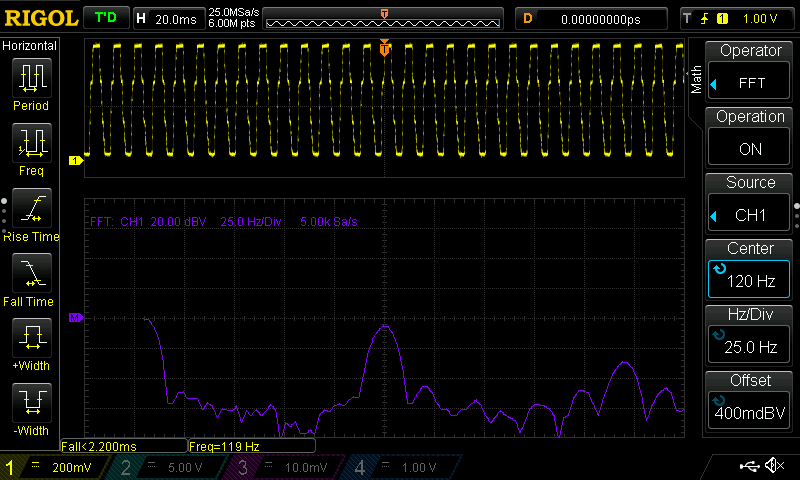 RIGOL T'D H 20.0ms 25.0MSa/s 6.00M pts T D 0.00000000ps T 1 1.00 V
Horizontal
Period
Freq
Rise Time
Fall Time
+Width
-Width
T
1
FFT: CH1 20.00 dBV 25.0 Hz/Div 5.00k Sa/s
M
Math
Operator
FFT
Operation
ON
Source
CH1
Center
120 Hz
Hz/Div
25.0 Hz
Offset
400mdBV
Fall<2.200ms Freq=119 Hz
1 200mV 2 5.00 V 3 10.0mV 4 1.00 V